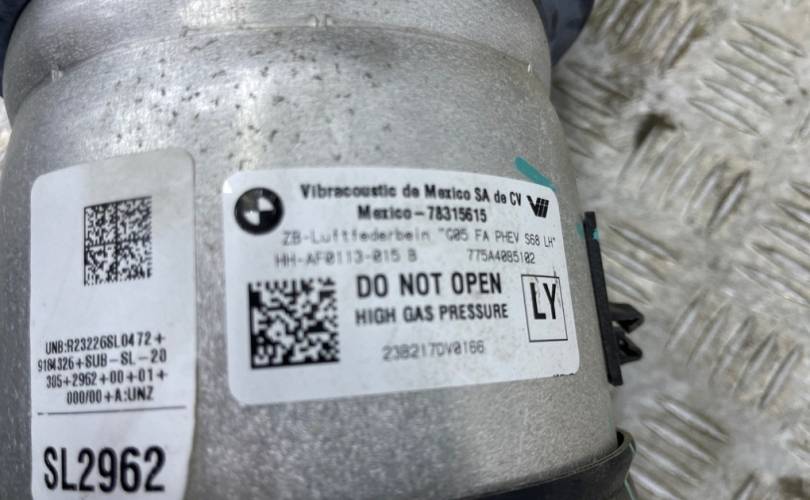 UNB:R23226SL0472+
9184326+SUB-SL-20
305+2962+00+01+
000/00+A:UNZ
SL2962
Vibracoustic de Mexico SA de CV
Mexico-78315615
ZB-Luftfederbein "G05 FA PHEV S68 LH"
HH-AF0113-015 B 775A4085102
DO NOT OPEN
HIGH GAS PRESSURE
LY
238217DV0166